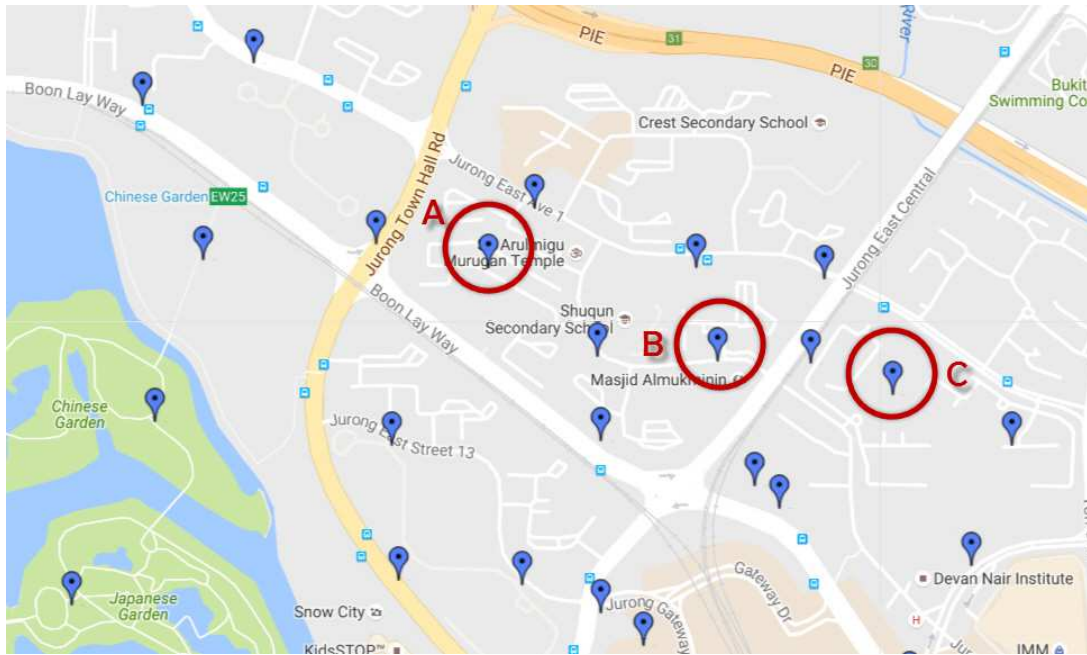 PIE
31
River
30
PIE
Bukit
Swimming Co
Boon Lay Way
Crest Secondary School
Jurong Town Hall Rd
Jurong East Ave 1
Jurong East Central
Chinese Garden EW25
A
Arulmigu
Murugan Temple
Boon Lay Way
Shuqun
Secondary School
B
Masjid Almukminin
C
Chinese
Garden
Jurong East Street 13
Devan Nair Institute
Gateway Dr
Japanese
Garden
Snow City
Jurong Gateway
H
KidsSTOP™
IMM